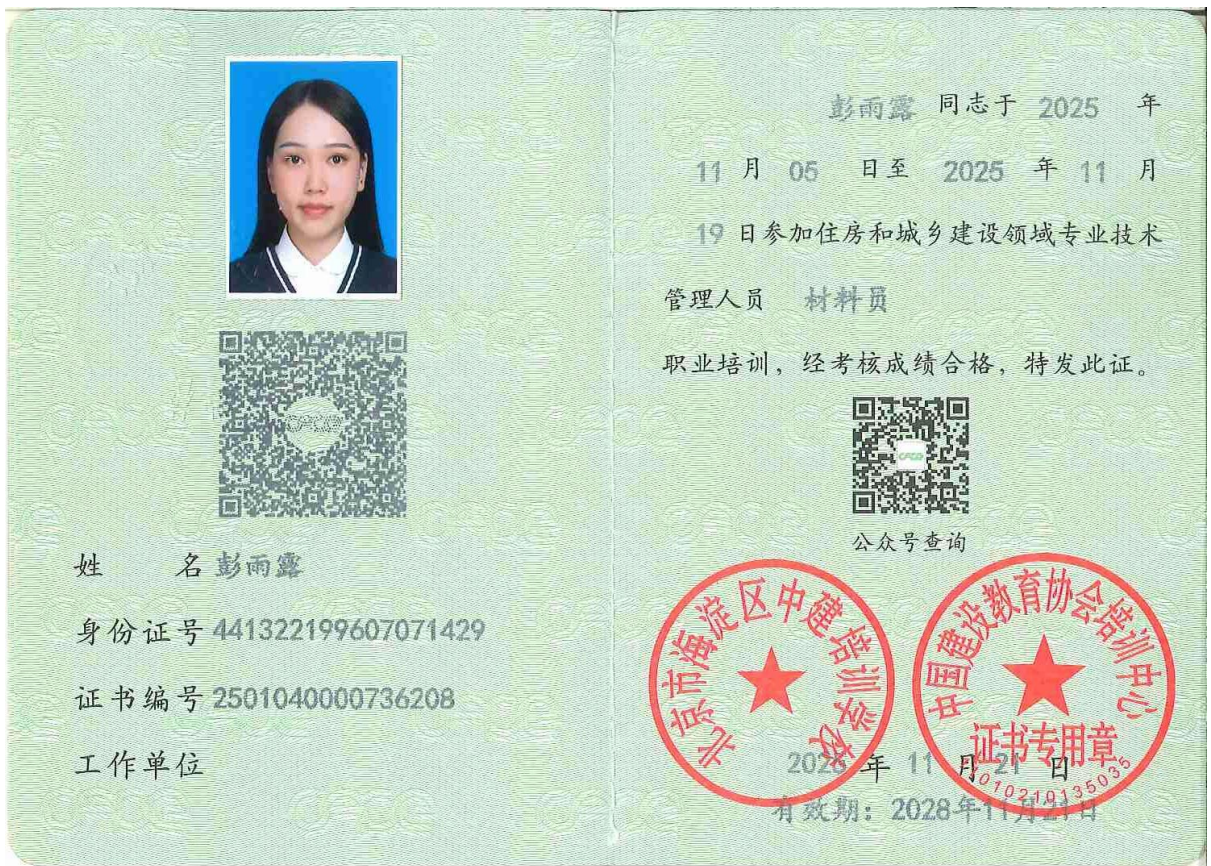 姓 名 彭雨露
身份证号 441322199607071429
证书编号 2501040000736208
工作单位
彭雨露 同志于 2025 年
11 月 05 日至 2025 年 11 月
19 日参加住房和城乡建设领域专业技术
管理人员 材料员
职业培训，经考核成绩合格，特发此证。
公众号查询
北京市海淀区中建培训学校
中国建设教育协会培训中心
证书专用章
2025 年 11 月 21 日
有效期：2028年11月21日